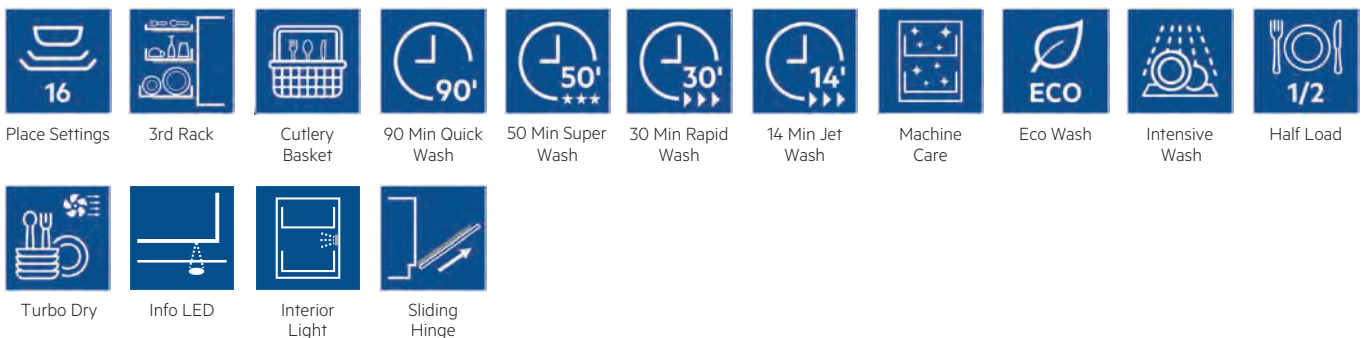 16
90'
50'
30'
14'
ECO
1/2
Place Settings
3rd Rack
Cutlery
Basket
90 Min Quick
Wash
50 Min Super
Wash
30 Min Rapid
Wash
14 Min Jet
Wash
Machine
Care
Eco Wash
Intensive
Wash
Half Load
Turbo Dry
Info LED
Interior
Light
Sliding
Hinge